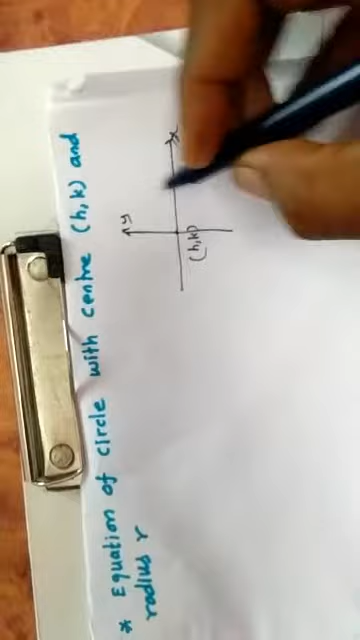 * Equation of circle with centre (h,k) and
radius r
y
x
(h,k)